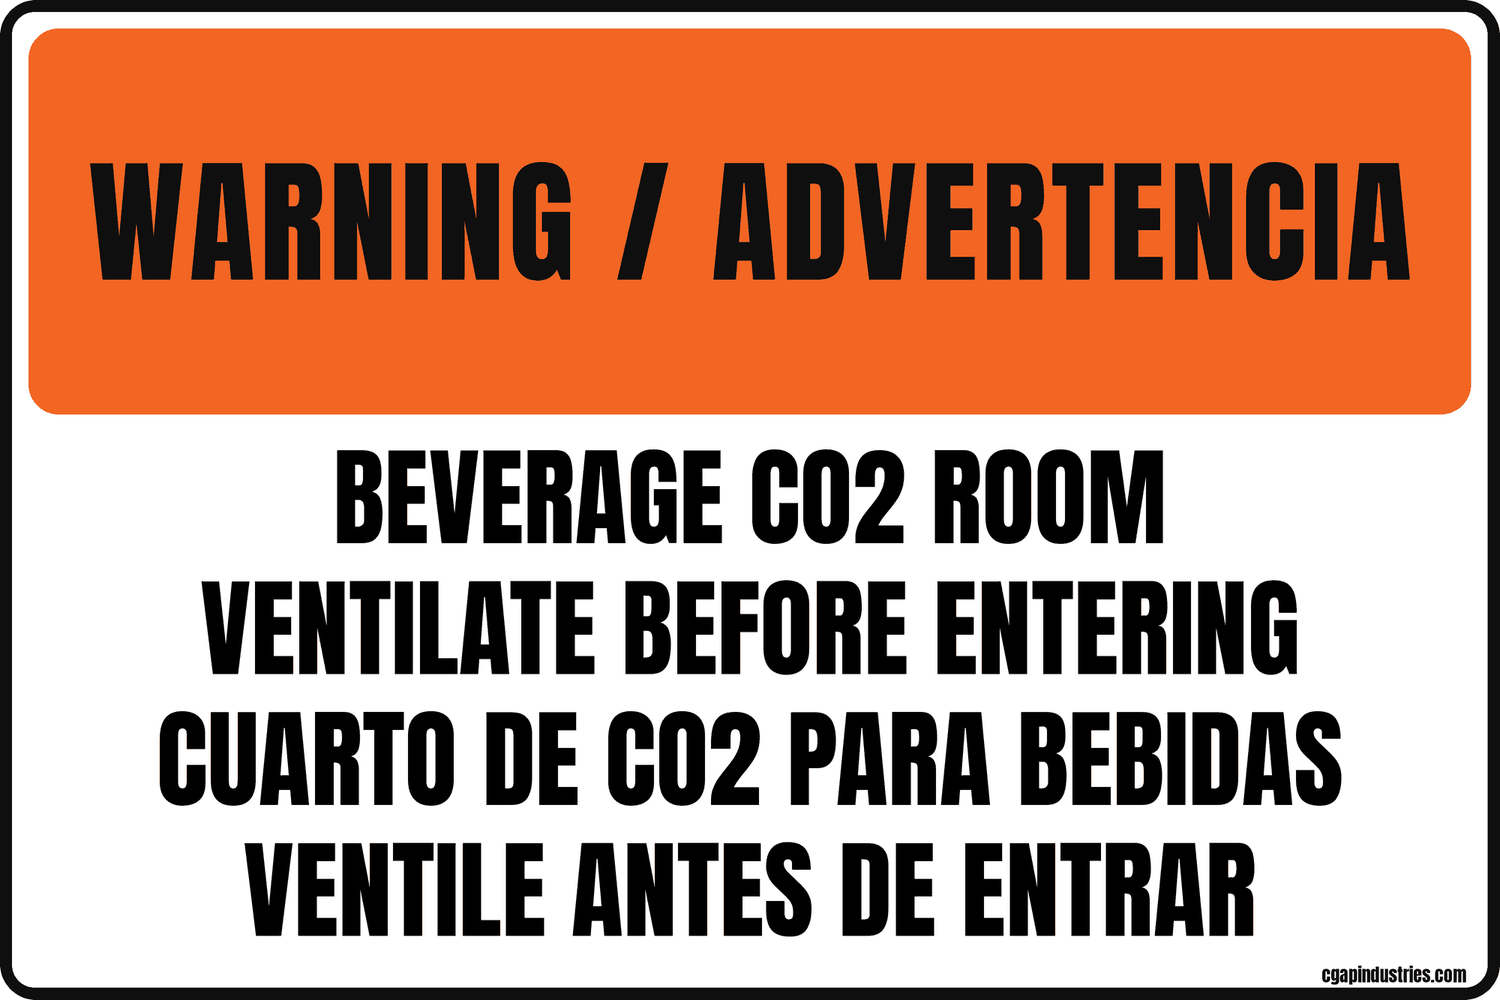 WARNING / ADVERTENCIA
BEVERAGE CO2 ROOM
VENTILATE BEFORE ENTERING
CUARTO DE CO2 PARA BEBIDAS
VENTILE ANTES DE ENTRAR
cgapindustries.com